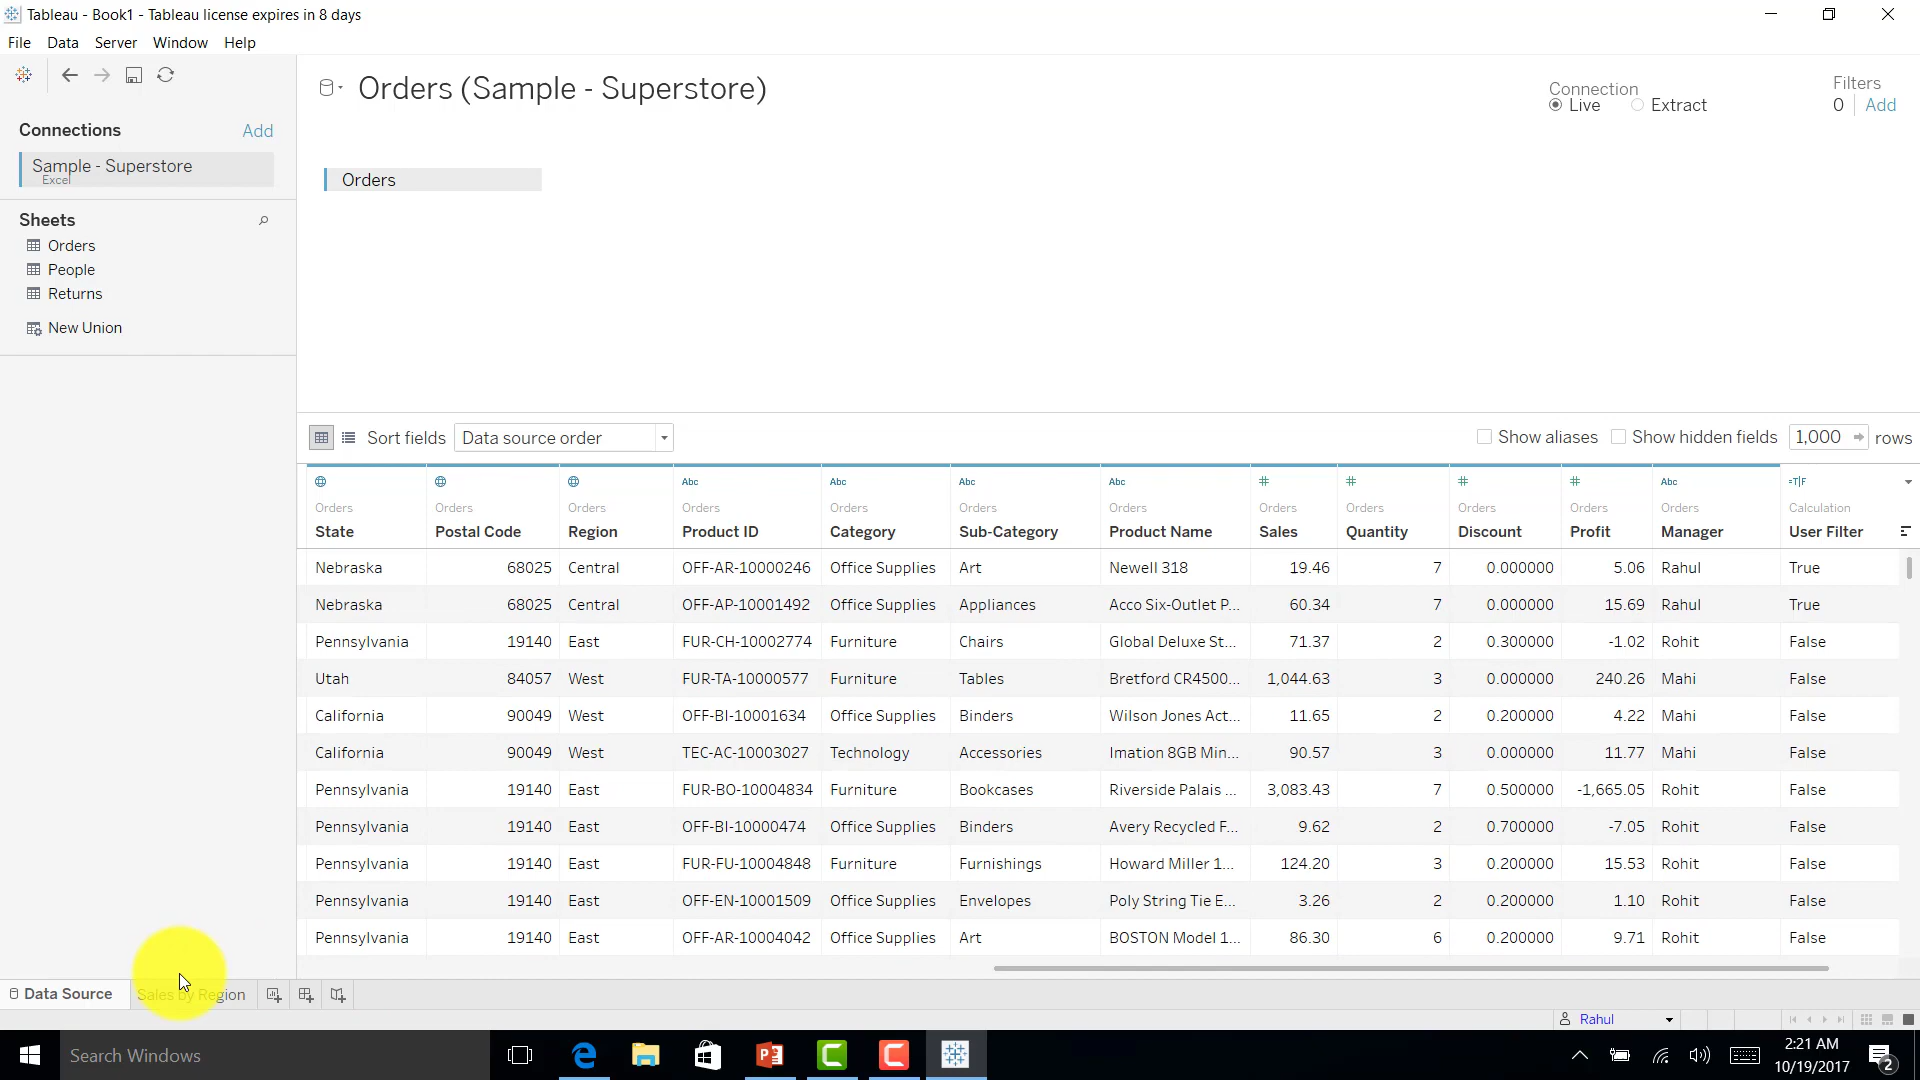 Tableau - Book1 - Tableau license expires in 8 days
File Data Server Window Help
Connections Add
Sample - Superstore
Excel
Sheets
Orders
People
Returns
New Union
Orders (Sample - Superstore)
Connection
Live Extract
Filters
0 Add
Orders
Sort fields Data source order Show aliases Show hidden fields 1,000 rows
Abc Abc Abc Abc # # # # Abc =T|F
Orders Orders Orders Orders Orders Orders Orders Orders Orders Orders Orders Orders Calculation
State Postal Code Region Product ID Category Sub-Category Product Name Sales Quantity Discount Profit Manager User Filter
Nebraska 68025 Central OFF-AR-10000246 Office Supplies Art Newell 318 19.46 7 0.000000 5.06 Rahul True
Nebraska 68025 Central OFF-AP-10001492 Office Supplies Appliances Acco Six-Outlet P... 60.34 7 0.000000 15.69 Rahul True
Pennsylvania 19140 East FUR-CH-10002774 Furniture Chairs Global Deluxe St... 71.37 2 0.300000 -1.02 Rohit False
Utah 84057 West FUR-TA-10000577 Furniture Tables Bretford CR4500... 1,044.63 3 0.000000 240.26 Mahi False
California 90049 West OFF-BI-10001634 Office Supplies Binders Wilson Jones Act... 11.65 2 0.200000 4.22 Mahi False
California 90049 West TEC-AC-10003027 Technology Accessories Imation 8GB Min... 90.57 3 0.000000 11.77 Mahi False
Pennsylvania 19140 East FUR-BO-10004834 Furniture Bookcases Riverside Palais ... 3,083.43 7 0.500000 -1,665.05 Rohit False
Pennsylvania 19140 East OFF-BI-10000474 Office Supplies Binders Avery Recycled F... 9.62 2 0.700000 -7.05 Rohit False
Pennsylvania 19140 East FUR-FU-10004848 Furniture Furnishings Howard Miller 1... 124.20 3 0.200000 15.53 Rohit False
Pennsylvania 19140 East OFF-EN-10001509 Office Supplies Envelopes Poly String Tie E... 3.26 2 0.200000 1.10 Rohit False
Pennsylvania 19140 East OFF-AR-10004042 Office Supplies Art BOSTON Model 1... 86.30 6 0.200000 9.71 Rohit False
Data Source Sales by Region
Rahul
Search Windows
2:21 AM
10/19/2017
2